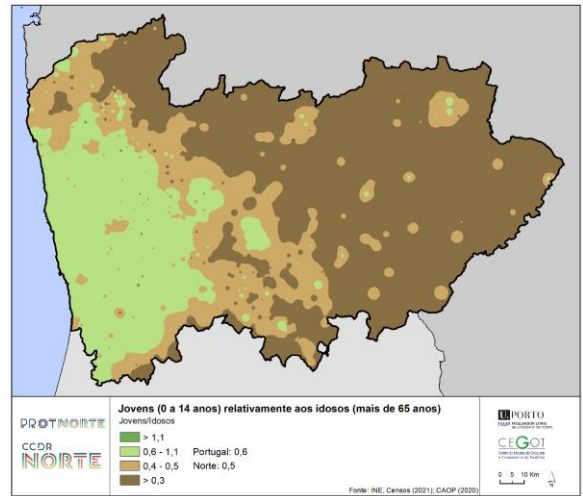 PROTNORTE
CCDR
NORTE
Jovens (0 a 14 anos) relativamente aos idosos (mais de 65 anos)
Jovens/Idosos
> 1,1
0,6 - 1,1 Portugal: 0,6
0,4 - 0,5 Norte: 0,5
> 0,3
U. PORTO
CEGOT
0 5 10 Km
N
Fonte: INE, Censos (2021); CAOP (2020)